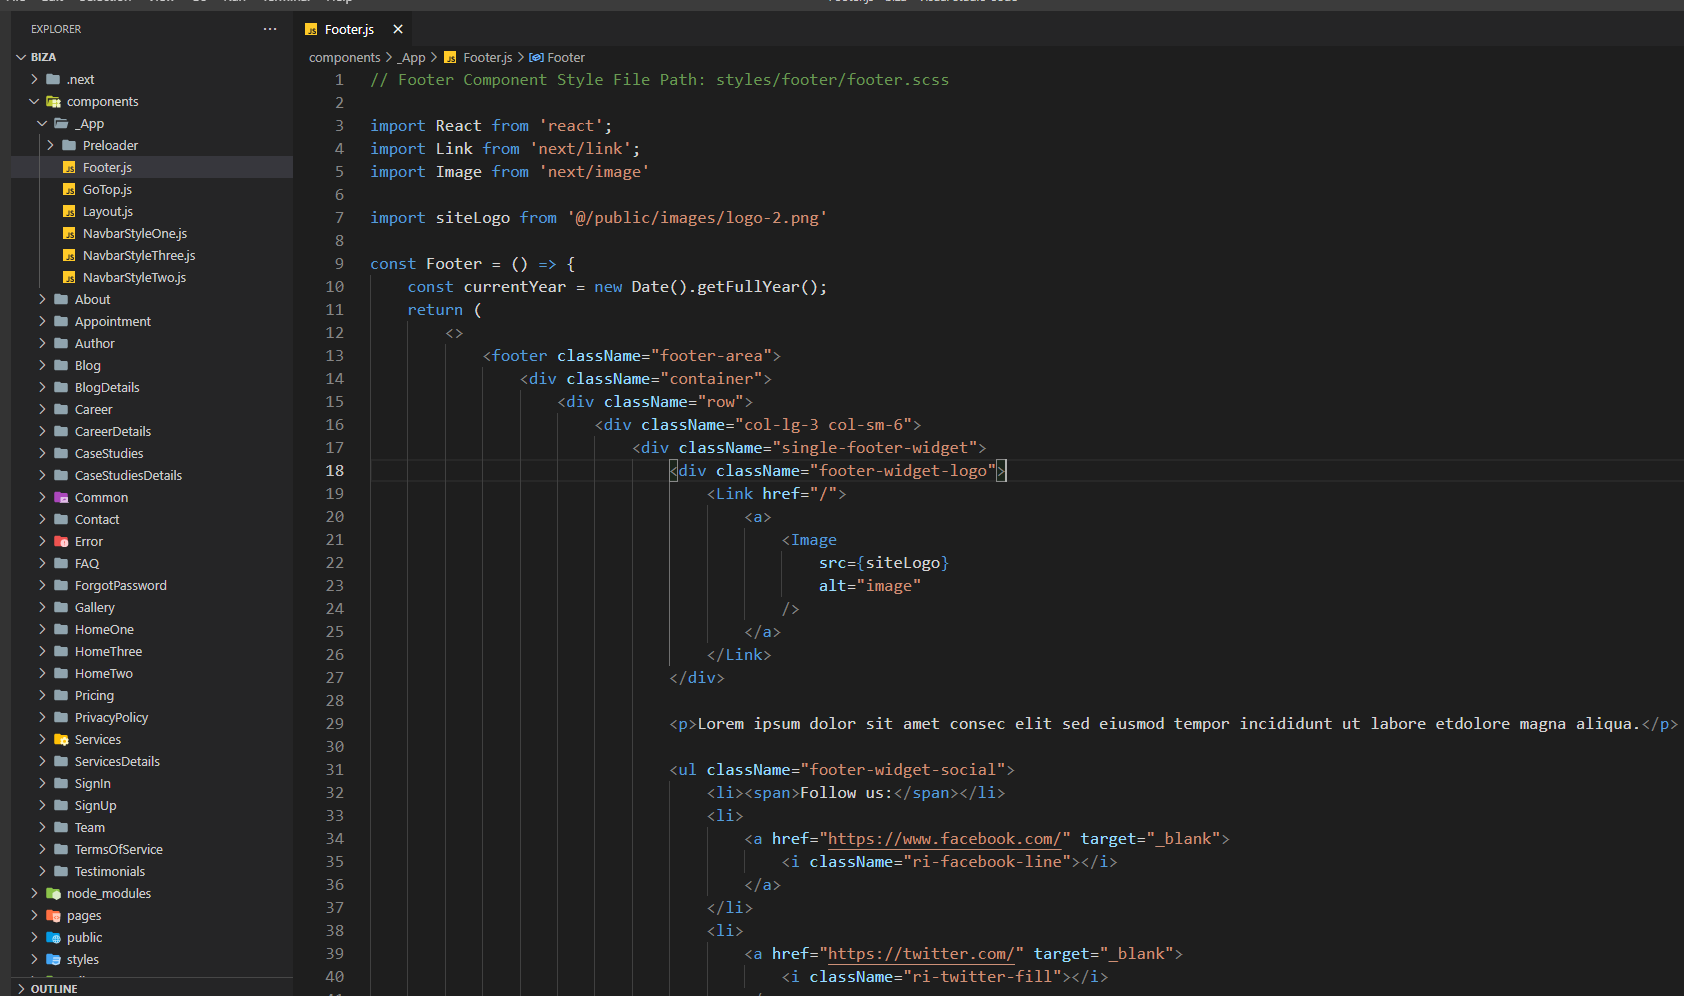 EXPLORER
BIZA
.next
components
_App
Preloader
Footer.js
GoTop.js
Layout.js
NavbarStyleOne.js
NavbarStyleThree.js
NavbarStyleTwo.js
About
Appointment
Author
Blog
BlogDetails
Career
CareerDetails
CaseStudies
CaseStudiesDetails
Common
Contact
Error
FAQ
ForgotPassword
Gallery
HomeOne
HomeThree
HomeTwo
Pricing
PrivacyPolicy
Services
ServicesDetails
SignIn
SignUp
Team
TermsOfService
Testimonials
node_modules
pages
public
styles
OUTLINE
Footer.js
components > _App > Footer.js > Footer
1 // Footer Component Style File Path: styles/footer/footer.scss
2
3 import React from 'react';
4 import Link from 'next/link';
5 import Image from 'next/image'
6
7 import siteLogo from '@/public/images/logo-2.png'
8
9 const Footer = () => {
10 const currentYear = new Date().getFullYear();
11 return (
12 <>
13 <footer className="footer-area">
14 <div className="container">
15 <div className="row">
16 <div className="col-lg-3 col-sm-6">
17 <div className="single-footer-widget">
18 <div className="footer-widget-logo">
19 <Link href="/">
20 <a>
21 <Image
22 src={siteLogo}
23 alt="image"
24 />
25 </a>
26 </Link>
27 </div>
28
29 <p>Lorem ipsum dolor sit amet consec elit sed eiusmod tempor incididunt ut labore etdolore magna aliqua.</p>
30
31 <ul className="footer-widget-social">
32 <li><span>Follow us:</span></li>
33 <li>
34 <a href="https://www.facebook.com/" target="_blank">
35 <i className="ri-facebook-line"></i>
36 </a>
37 </li>
38 <li>
39 <a href="https://twitter.com/" target="_blank">
40 <i className="ri-twitter-fill"></i>